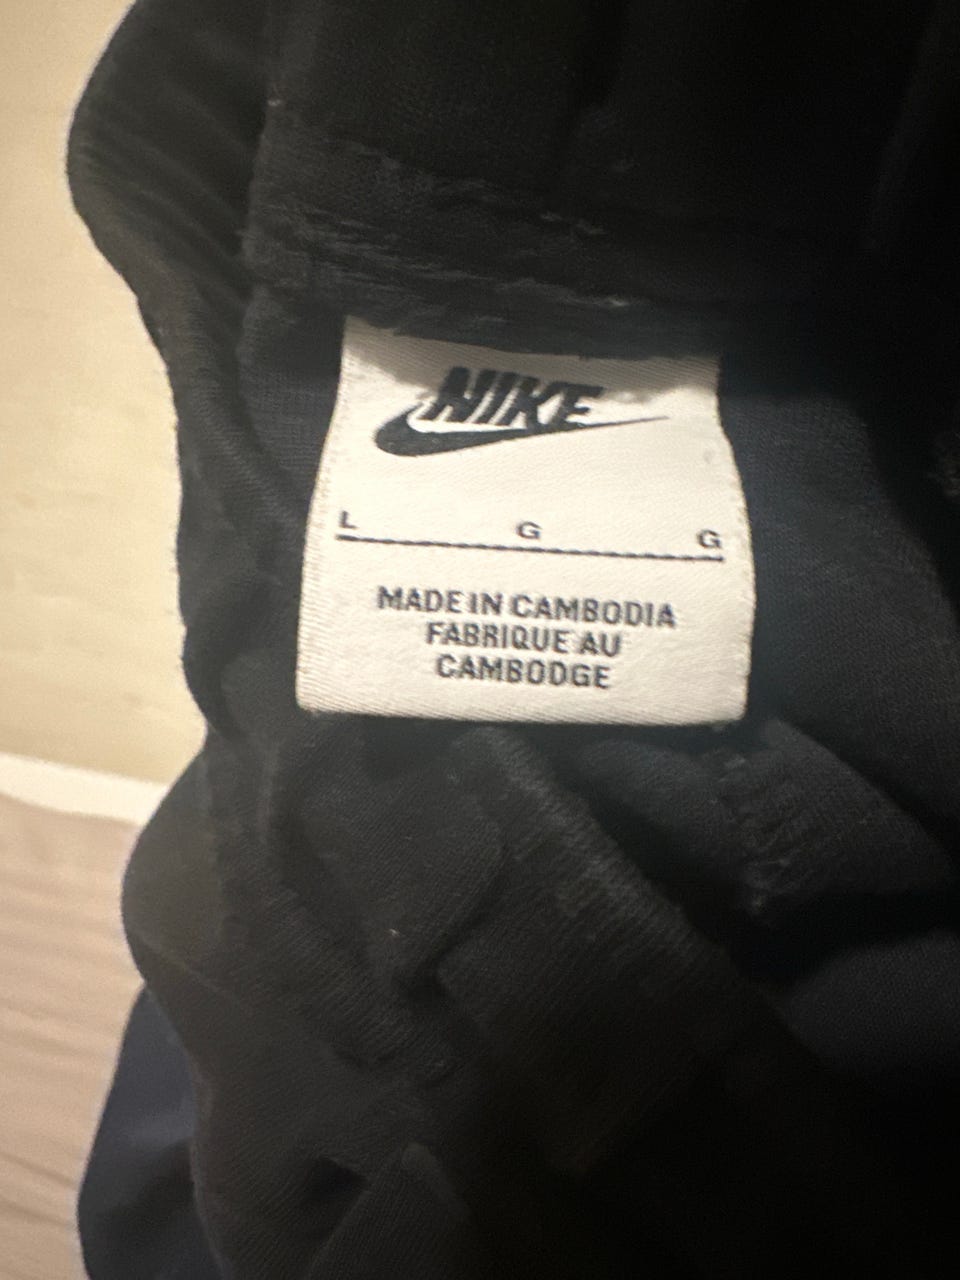 NIKE
L G G
MADE IN CAMBODIA
FABRIQUE AU
CAMBODGE